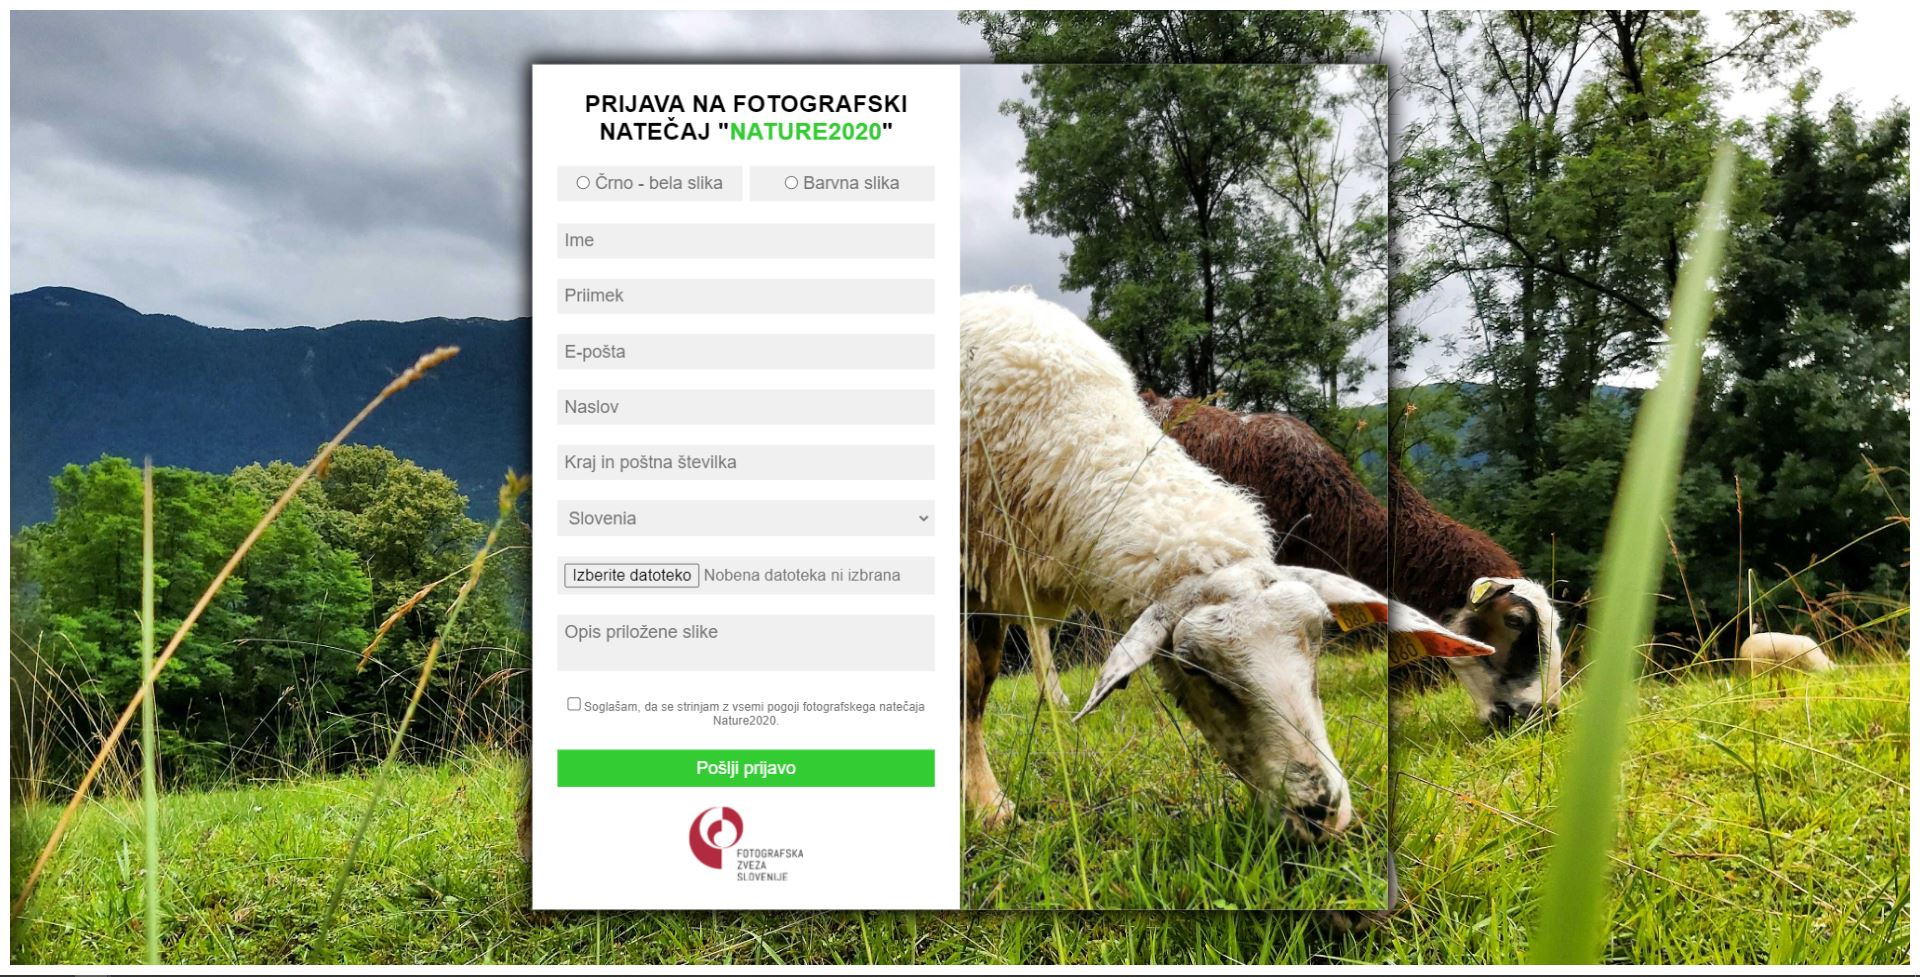 PRIJAVA NA FOTOGRAFSKI
NATEČAJ "NATURE2020"
Črno - bela slika
Barvna slika
Ime
Priimek
E-pošta
Naslov
Kraj in poštna številka
Slovenia
Izberite datoteko Nobena datoteka ni izbrana
Opis priložene slike
Soglašam, da se strinjam z vsemi pogoji fotografskega natečaja
Nature2020.
Pošlji prijavo
FOTOGRAFSKA
ZVEZA
SLOVENIJE
060